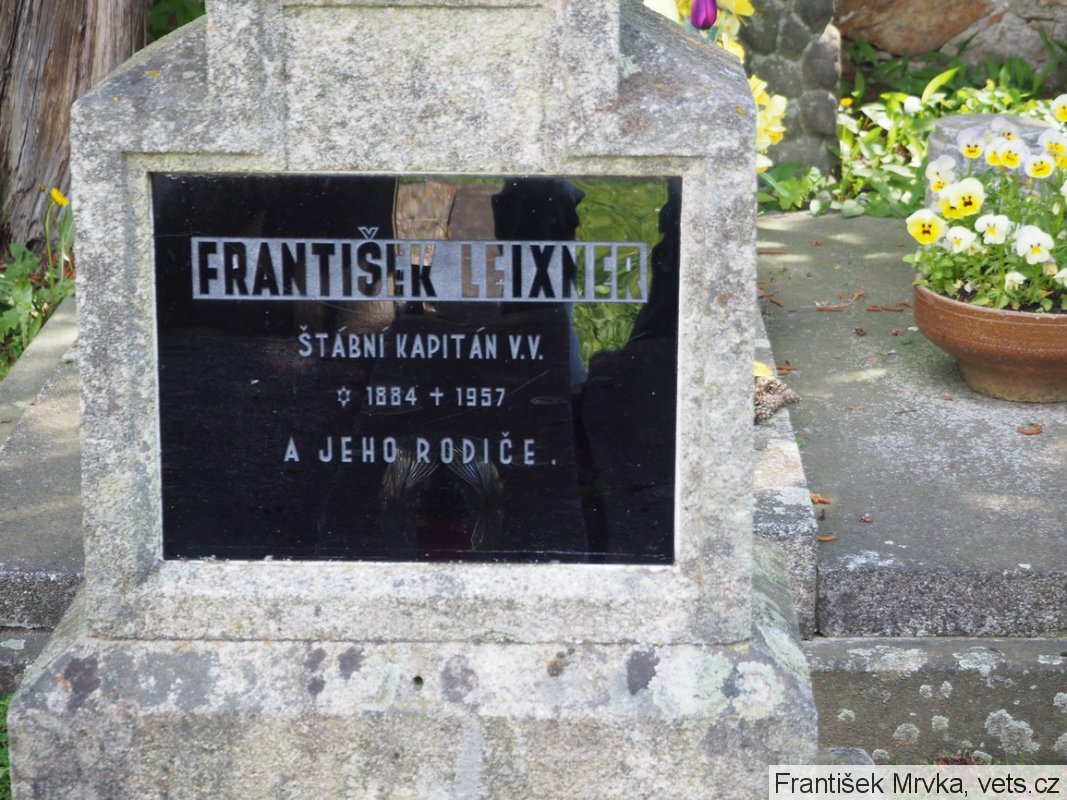 FRANTIŠEK LEIXNER
ŠTÁBNÍ KAPITÁN V.V.
✡ 1884 + 1957
A JEHO RODIČE.
František Mrvka, vets.cz